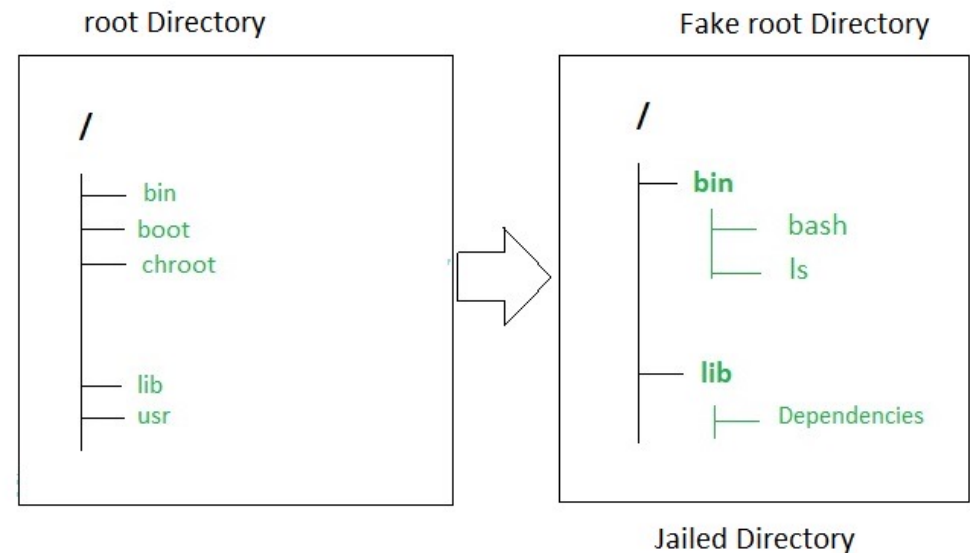 root Directory
/
bin
boot
chroot
lib
usr
Fake root Directory
/
bin
bash
ls
lib
Dependencies
Jailed Directory